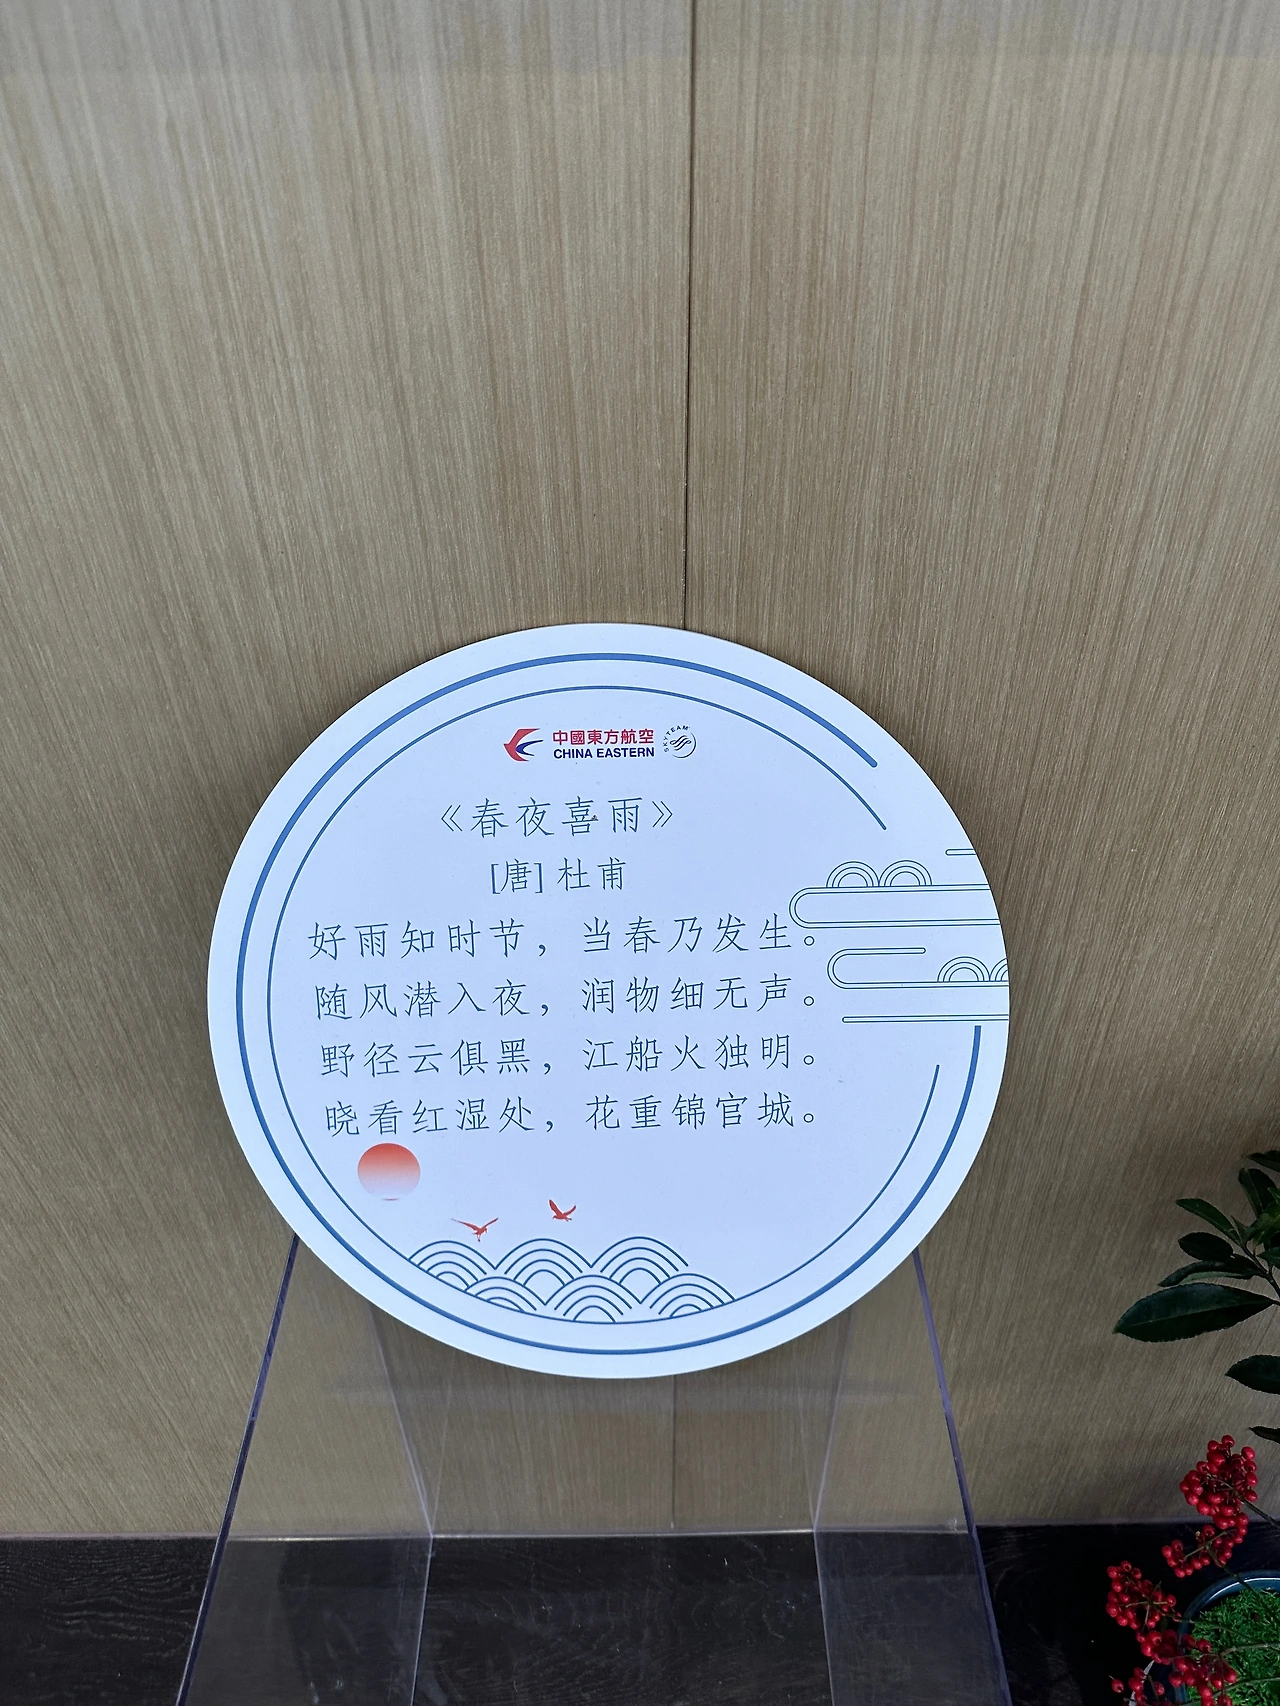 中國東方航空
CHINA EASTERN
SKYTEAM
《春夜喜雨》
[唐] 杜甫
好雨知时节，当春乃发生。
随风潜入夜，润物细无声。
野径云俱黑，江船火独明。
晓看红湿处，花重锦官城。